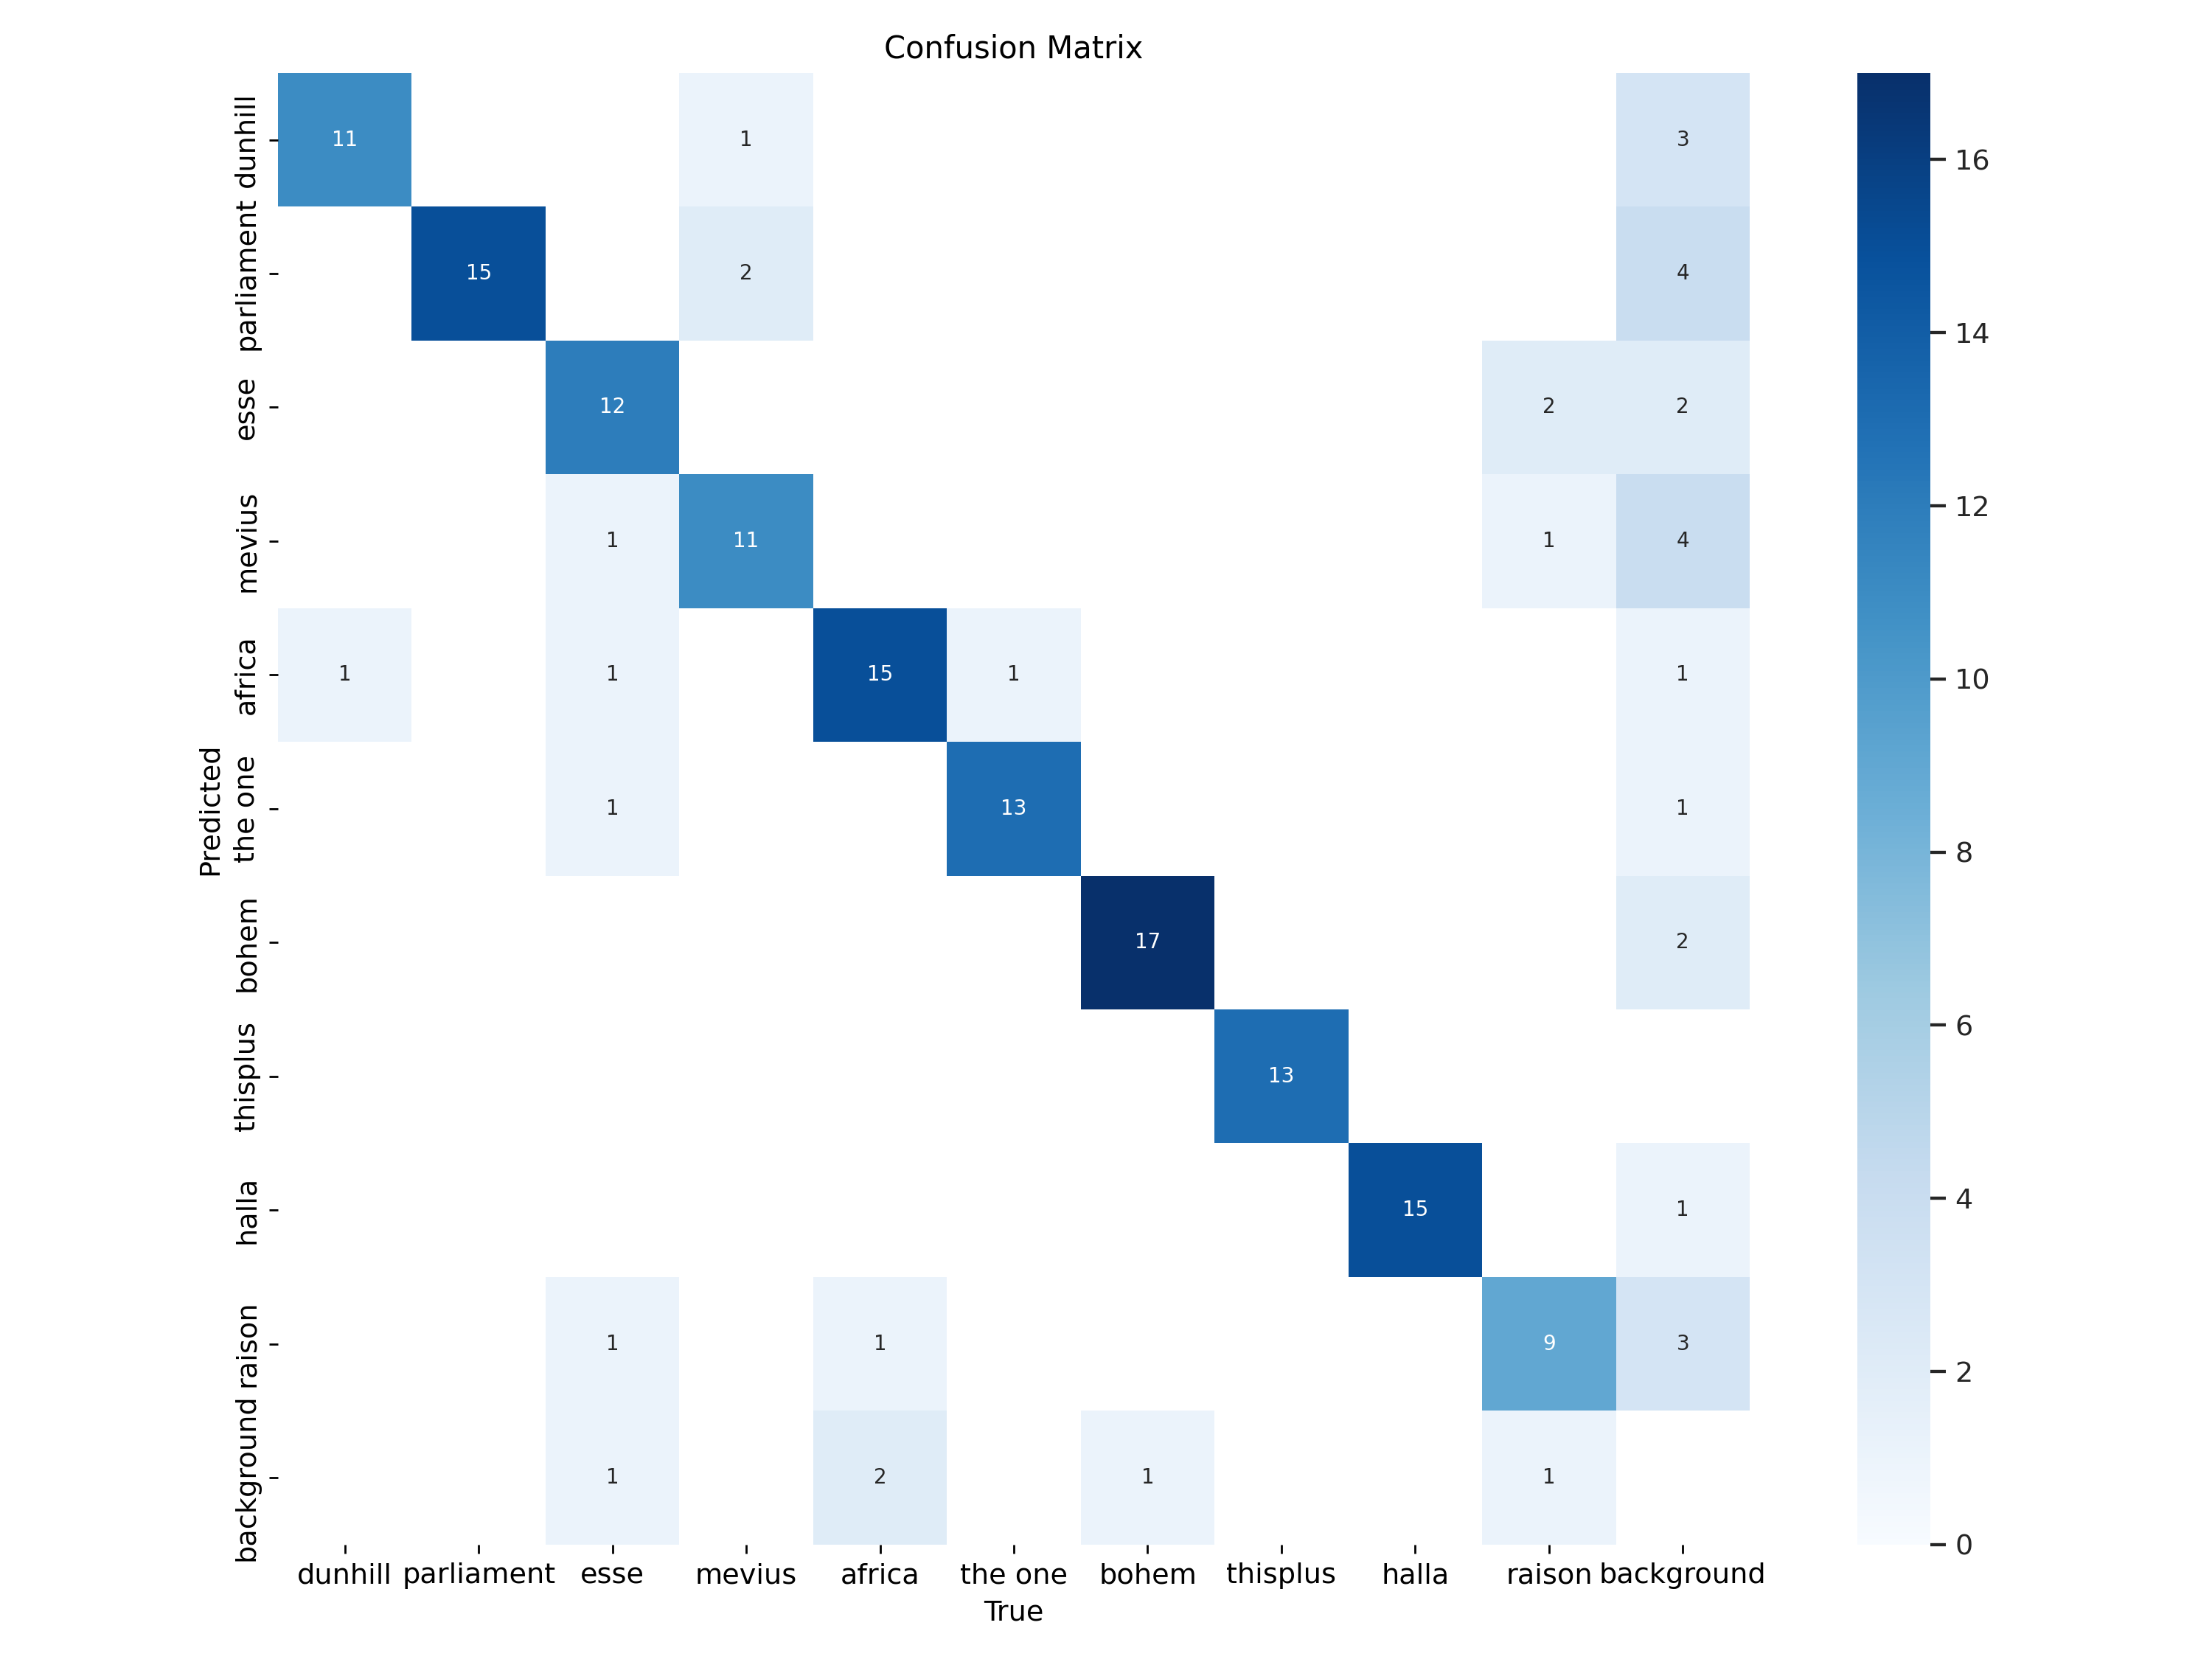 Confusion Matrix
dunhill 11 1 3
parliament 15 2 4
esse 12 2 2
mevius 1 11 1 4
africa 1 1 15 1 1
the one 1 13 1
bohem 17 2
thisplus 13
halla 15 1
raison 1 1 9 3
background 1 2 1 1
Predicted
dunhill parliament esse mevius africa the one bohem thisplus halla raison background
True
16
14
12
10
8
6
4
2
0